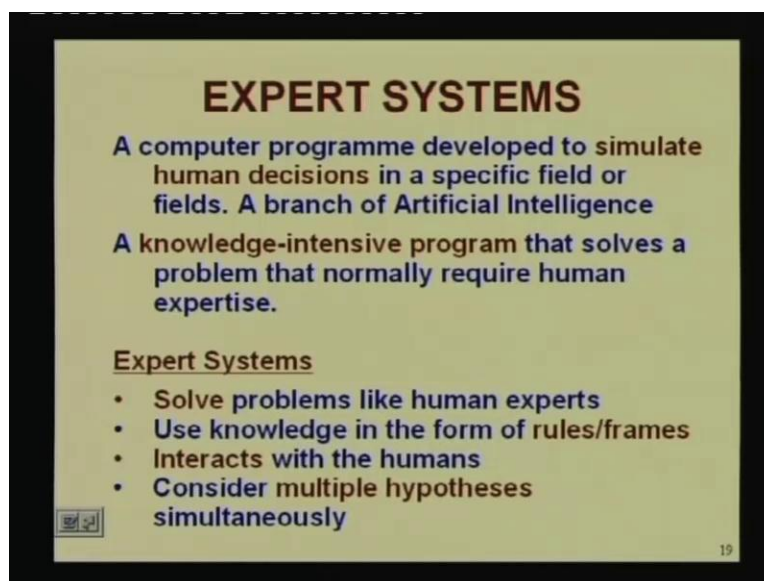 EXPERT SYSTEMS
A computer programme developed to simulate
human decisions in a specific field or
fields. A branch of Artificial Intelligence
A knowledge-intensive program that solves a
problem that normally require human
expertise.
Expert Systems
• Solve problems like human experts
• Use knowledge in the form of rules/frames
• Interacts with the humans
• Consider multiple hypotheses
simultaneously
19